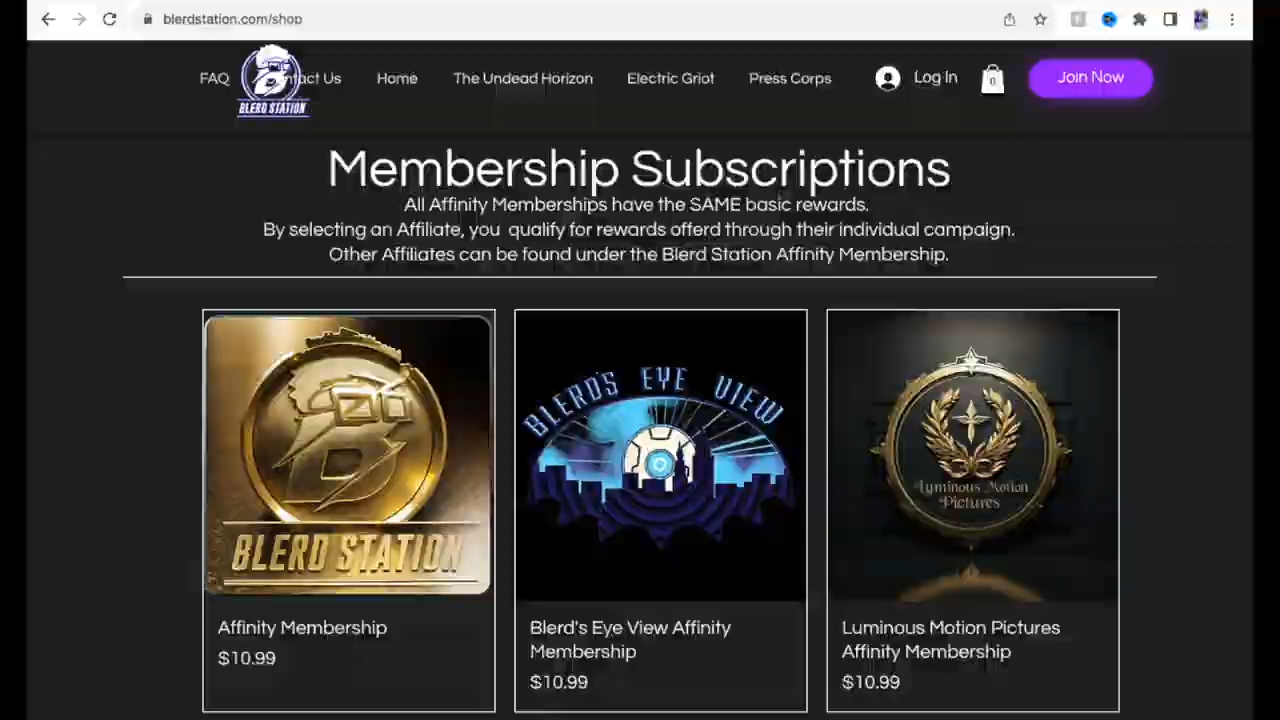 blerdstation.com/shop
FAQ
ntact Us
Home
The Undead Horizon
Electric Griot
Press Corps
Log In
0
Join Now
BLERD STATION
Membership Subscriptions
All Affinity Memberships have the SAME basic rewards.
By selecting an Affiliate, you qualify for rewards offerd through their individual campaign.
Other Affiliates can be found under the Blerd Station Affinity Membership.
B
BLERD STATION
BLERD'S EYE VIEW
Luminous Motion
Pictures
Affinity Membership
$10.99
Blerd's Eye View Affinity
Membership
$10.99
Luminous Motion Pictures
Affinity Membership
$10.99